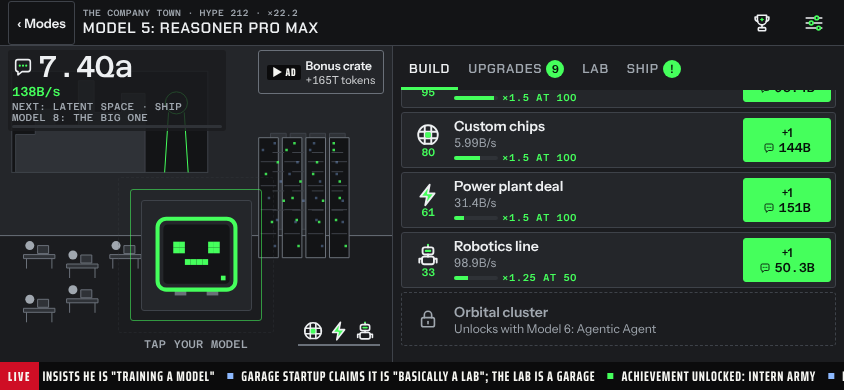 ‹ Modes
THE COMPANY TOWN · HYPE 212 · ×22.2
MODEL 5: REASONER PRO MAX
7.40a
138B/s
NEXT: LATENT SPACE · SHIP
MODEL 8: THE BIG ONE
AD
Bonus crate
+165T tokens
TAP YOUR MODEL
BUILD
UPGRADES 9
LAB
SHIP !
95
×1.5 AT 100
Custom chips
5.99B/s
80
×1.5 AT 100
+1
144B
Power plant deal
31.4B/s
61
×1.5 AT 100
+1
151B
Robotics line
98.9B/s
33
×1.25 AT 50
+1
50.3B
Orbital cluster
Unlocks with Model 6: Agentic Agent
LIVE
INSISTS HE IS "TRAINING A MODEL" ■ GARAGE STARTUP CLAIMS IT IS "BASICALLY A LAB"; THE LAB IS A GARAGE ■ ACHIEVEMENT UNLOCKED: INTERN ARMY ■